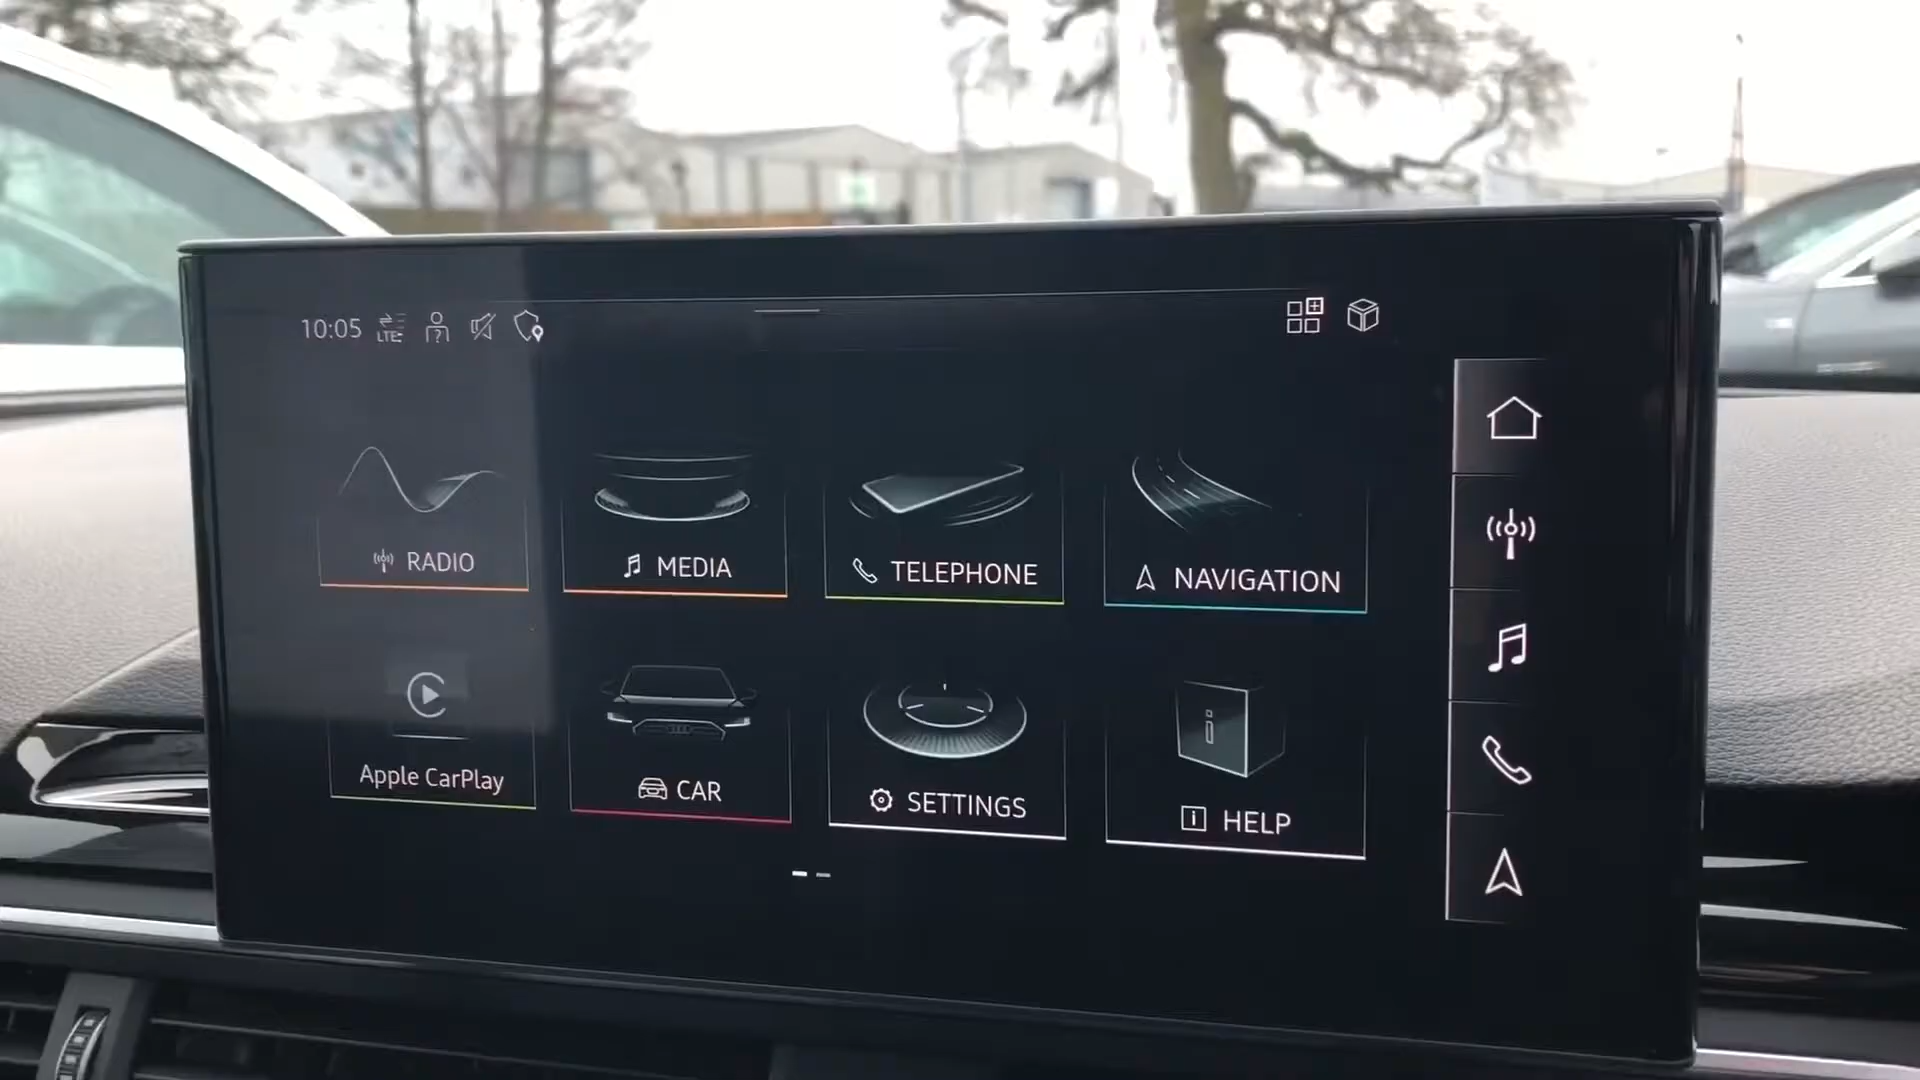 10:05 LTE
RADIO
MEDIA
TELEPHONE
NAVIGATION
Apple CarPlay
CAR
SETTINGS
HELP